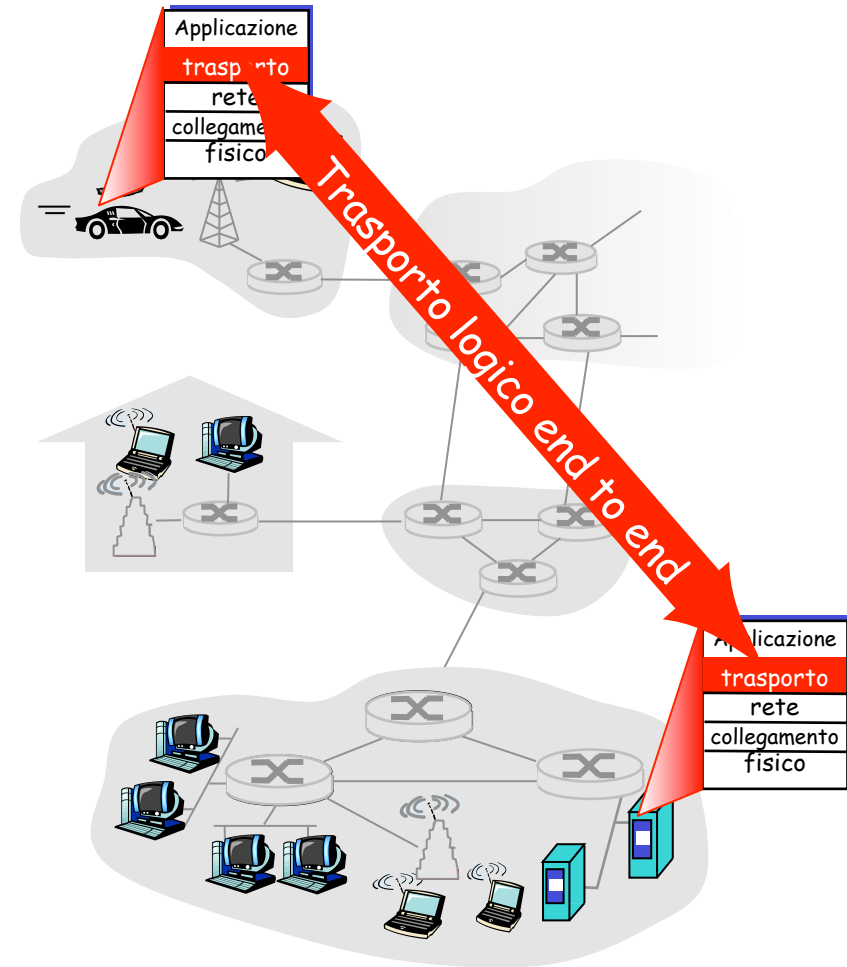 Applicazione
trasporto
rete
collegamento
fisico
Trasporto logico end to end
Applicazione
trasporto
rete
collegamento
fisico